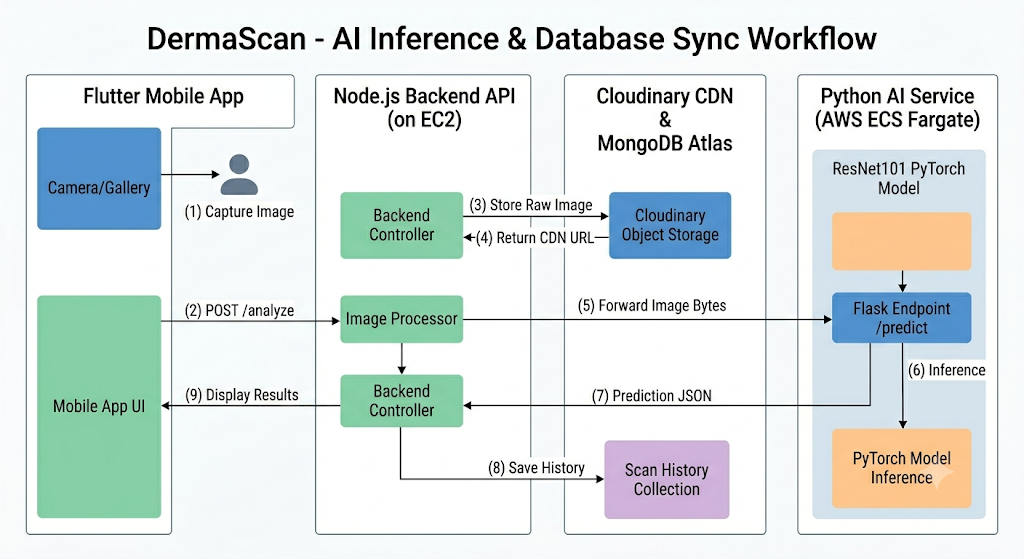 DermaScan - AI Inference & Database Sync Workflow
Flutter Mobile App
Camera/Gallery
(1) Capture Image
(2) POST /analyze
Mobile App UI
(9) Display Results
Node.js Backend API
(on EC2)
Backend
Controller
(3) Store Raw Image
(4) Return CDN URL
Image Processor
(5) Forward Image Bytes
Backend
Controller
(7) Prediction JSON
(8) Save History
Cloudinary CDN
&
MongoDB Atlas
Cloudinary
Object Storage
Scan History
Collection
Python AI Service
(AWS ECS Fargate)
ResNet101 PyTorch
Model
Flask Endpoint
/predict
(6) Inference
PyTorch Model
Inference